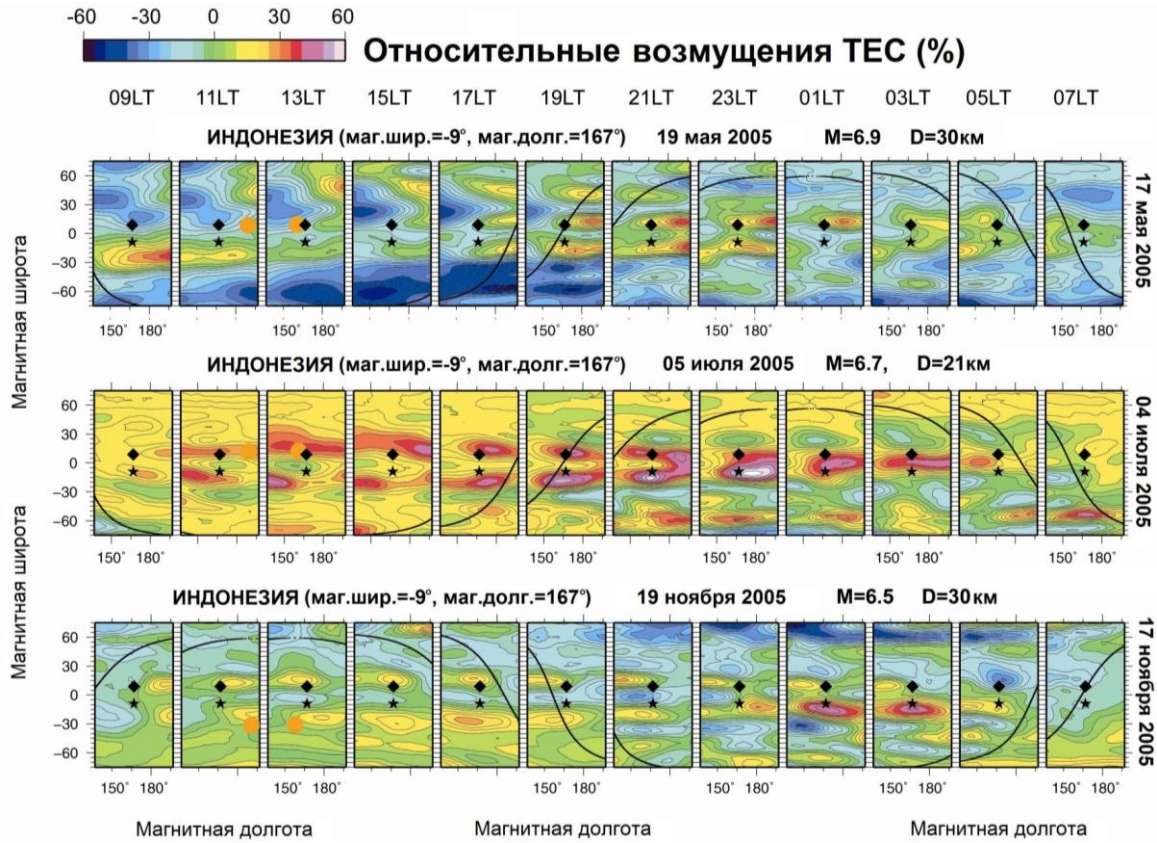 -60 -30 0 30 60
Относительные возмущения TEC (%)
09LT 11LT 13LT 15LT 17LT 19LT 21LT 23LT 01LT 03LT 05LT 07LT
ИНДОНЕЗИЯ (маг.шир.=-9°, маг.долг.=167°) 19 мая 2005 М=6.9 D=30км
60
30
0
−30
−60
17 мая 2005
Магнитная широта
150° 180° 150° 180° 150° 180° 150° 180° 150° 180° 150° 180°
ИНДОНЕЗИЯ (маг.шир.=-9°, маг.долг.=167°) 05 июля 2005 М=6.7, D=21км
60
30
0
−30
−60
04 июля 2005
Магнитная широта
150° 180° 150° 180° 150° 180° 150° 180° 150° 180° 150° 180°
ИНДОНЕЗИЯ (маг.шир.=-9°, маг.долг.=167°) 19 ноября 2005 М=6.5 D=30км
60
30
0
−30
−60
17 ноября 2005
150° 180° 150° 180° 150° 180° 150° 180° 150° 180° 150° 180°
Магнитная долгота Магнитная долгота Магнитная долгота